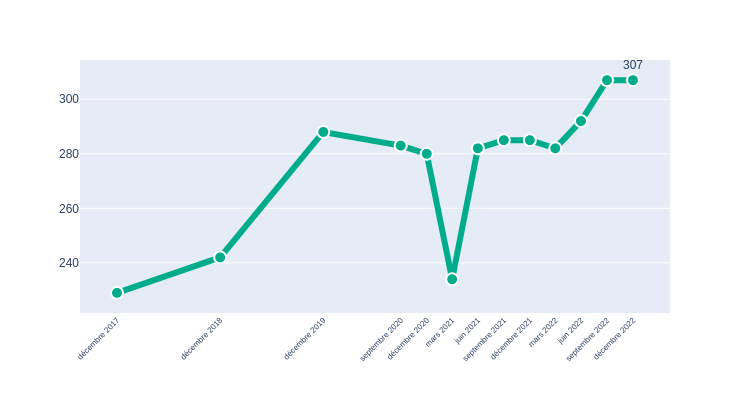 307
300
280
260
240
décembre 2017
décembre 2018
décembre 2019
septembre 2020
décembre 2020
mars 2021
juin 2021
septembre 2021
décembre 2021
mars 2022
juin 2022
septembre 2022
décembre 2022